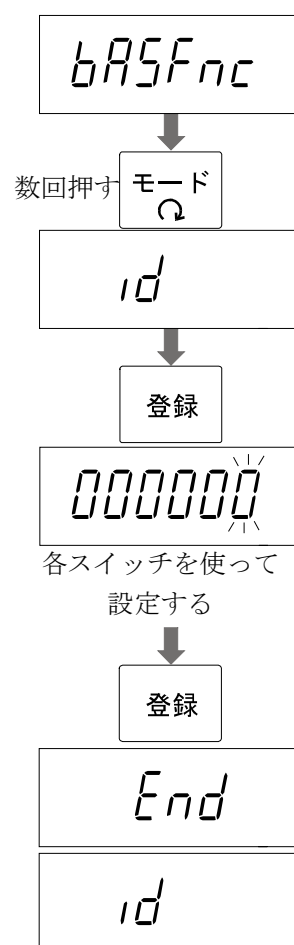 bASFnc
数回押す モード
id
登録
000000
各スイッチを使って
設定する
登録
End
id